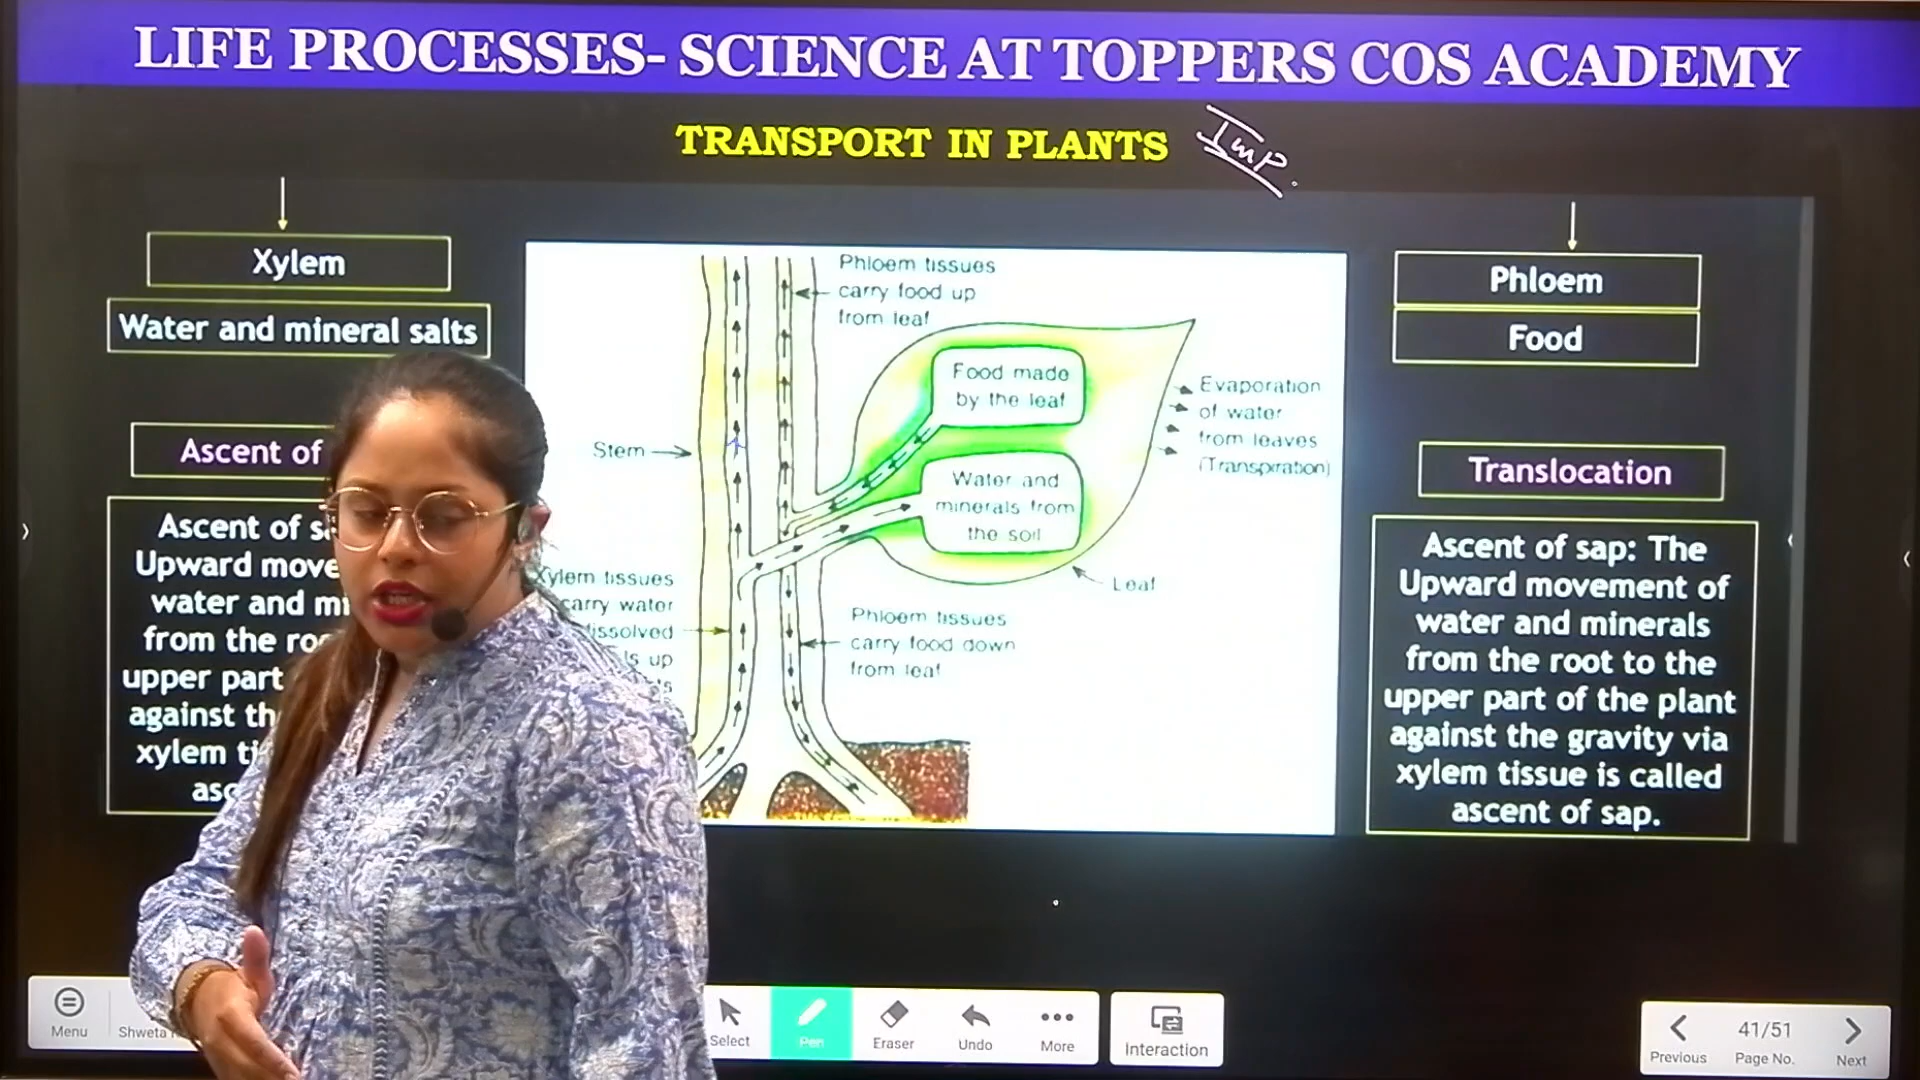 LIFE PROCESSES- SCIENCE AT TOPPERS COS ACADEMY
TRANSPORT IN PLANTS Imp.
Xylem
Water and mineral salts
Ascent of
Ascent of
Upward
water and
from the
upper part
against
xylem
Phloem tissues
carry food up
from leaf
Food made
by the leaf
Evaporation
of water
from leaves
(Transpiration)
Stem
Water and
minerals from
the soil
Leaf
Xylem tissues
carry water
dissolved
up
Phloem tissues
carry food down
from leaf
Phloem
Food
Translocation
Ascent of sap: The
Upward movement of
water and minerals
from the root to the
upper part of the plant
against the gravity via
xylem tissue is called
ascent of sap.
Menu
Shweta
Select
Pen
Eraser
Undo
More
Interaction
Previous
41/51
Page No.
Next